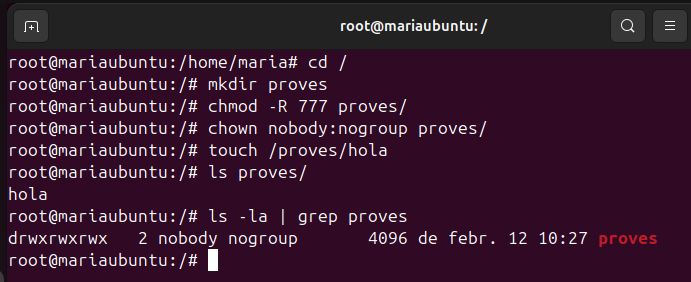 root@mariaubuntu: /
root@mariaubuntu:/home/maria# cd /
root@mariaubuntu:/# mkdir proves
root@mariaubuntu:/# chmod -R 777 proves/
root@mariaubuntu:/# chown nobody:nogroup proves/
root@mariaubuntu:/# touch /proves/hola
root@mariaubuntu:/# ls proves/
hola
root@mariaubuntu:/# ls -la | grep proves
drwxrwxrwx   2 nobody nogroup       4096 de febr. 12 10:27 proves
root@mariaubuntu:/#